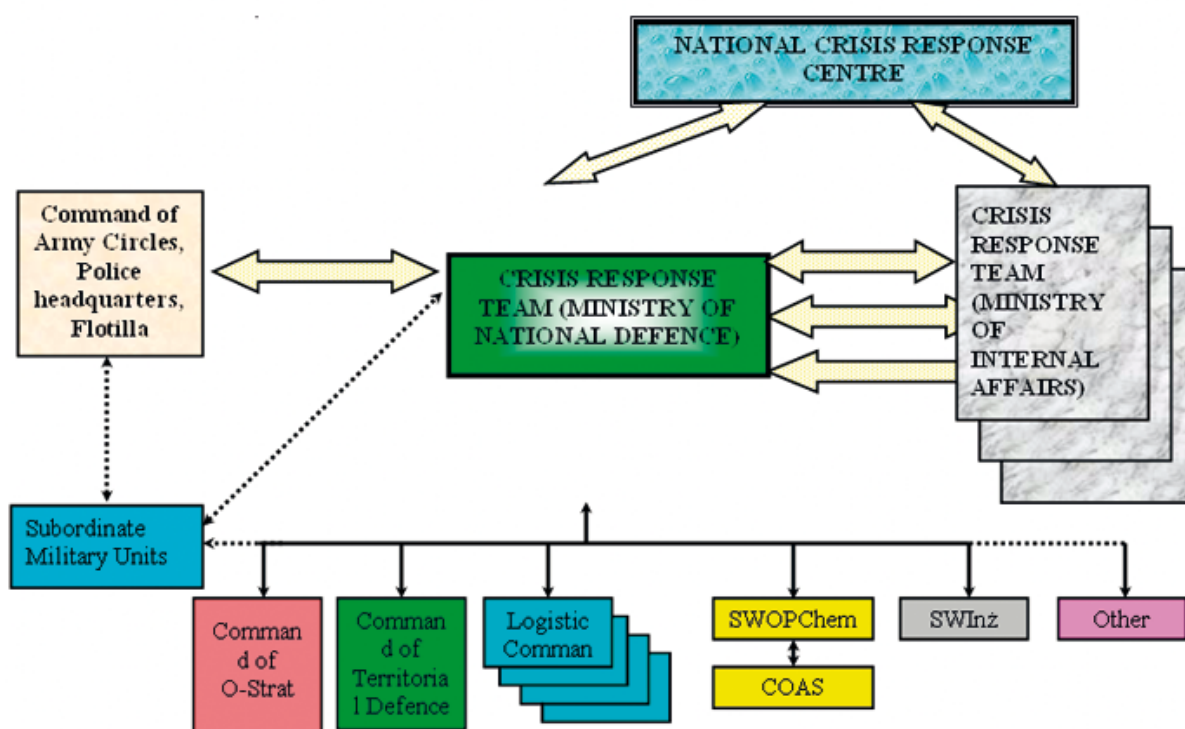 NATIONAL CRISIS RESPONSE
CENTRE
Command of
Army Circles,
Police
headquarters,
Flotilla
CRISIS RESPONSE
TEAM (MINISTRY OF
NATIONAL DEFENCE)
CRISIS
RESPONSE
TEAM
(MINISTRY
OF
INTERNAL
AFFAIRS)
Subordinate
Military Units
Comman
d of
O-Strat
Comman
d of
Territoria
l Defence
Logistic
Comman
SWOPChem
COAS
SWInż
Other